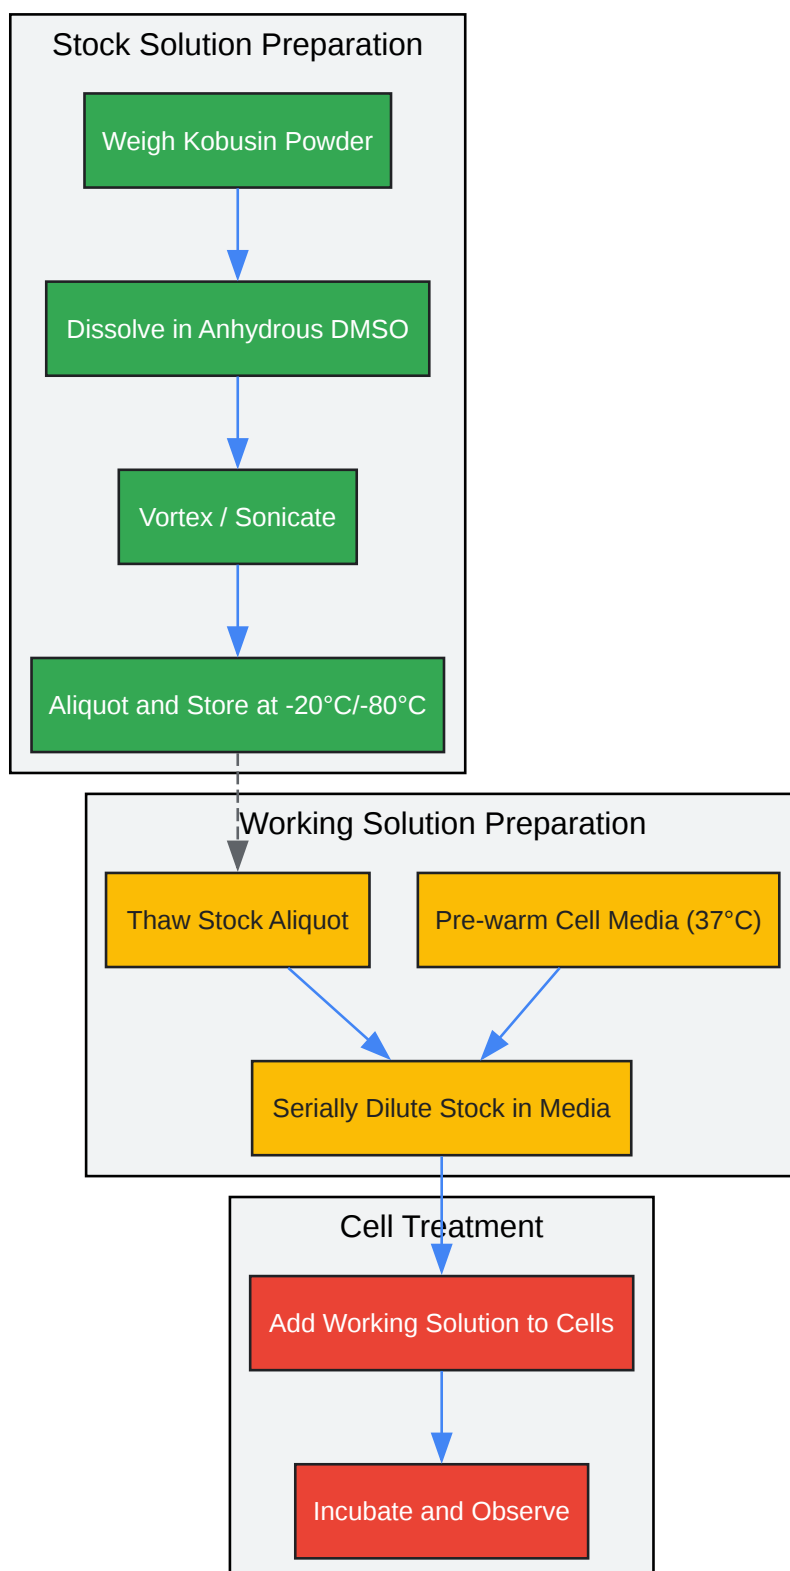 Stock Solution Preparation
Weigh Kobusin Powder
Dissolve in Anhydrous DMSO
Vortex / Sonicate
Aliquot and Store at -20°C/-80°C
Working Solution Preparation
Thaw Stock Aliquot
Pre-warm Cell Media (37°C)
Serially Dilute Stock in Media
Cell Treatment
Add Working Solution to Cells
Incubate and Observe